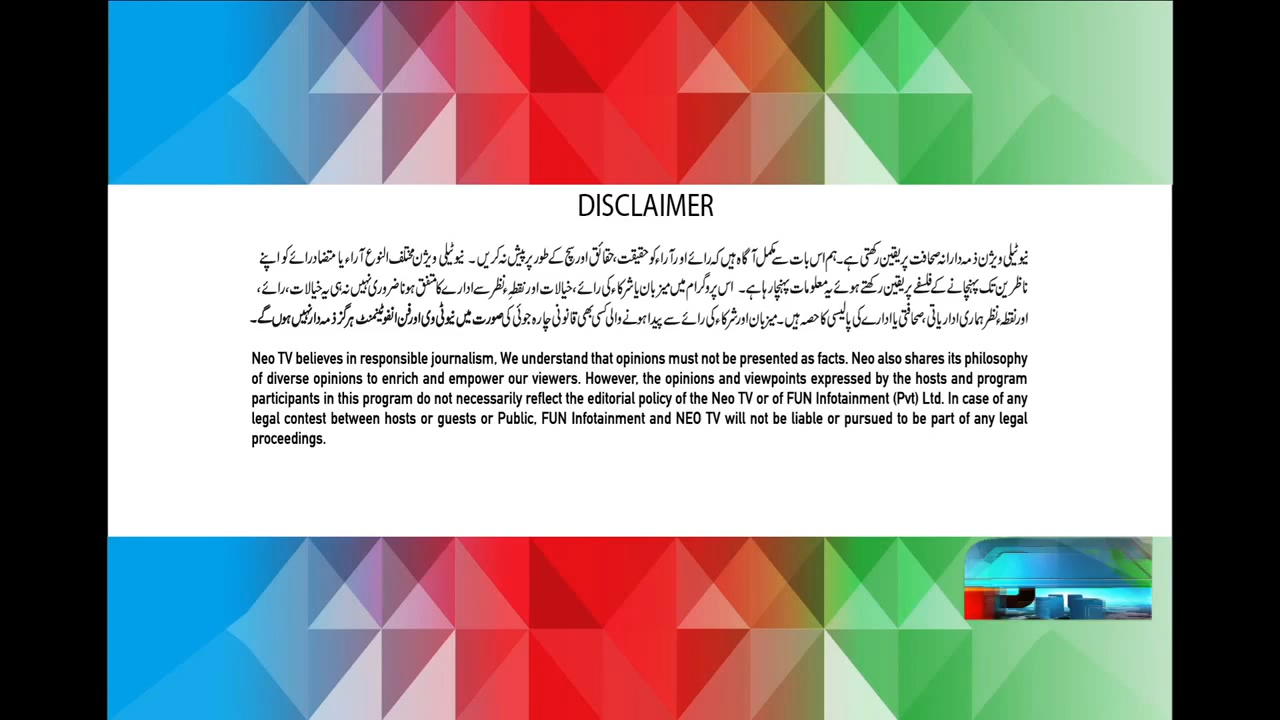 DISCLAIMER
نیو ٹیلی ویژن ذمہ دارانہ صحافت پر یقین رکھتی ہے۔ ہم اس بات سے مکمل آگاہ ہیں کہ رائے اور آراء کو حقیقت، حقائق اور سچ کے طور پر پیش نہ کریں۔ نیو ٹیلی ویژن مختلف النوع آراء یا متضاد رائے کو اپنے
ناظرین تک پہنچانے کے فلسفے پر یقین رکھتے ہوئے یہ معلومات پہنچا رہا ہے۔ اس پروگرام میں میزبان یا شرکاء کی رائے، خیالات اور نقطہِ نظر سے ادارے کا متفق ہونا ضروری نہیں نہ ہی یہ خیالات، رائے،
اور نقطہ نظر ہماری ادارياتی، صحافتی یا ادارے کی پالیسی کا حصہ ہیں۔ میزبان اور شرکاء کی رائے سے پیدا ہونے والی کسی بھی قانونی چارہ جوئی کی صورت میں نیو ٹی وی اور فن انفوٹینمنٹ ہرگز ذمہ دار نہیں ہوں گے۔
Neo TV believes in responsible journalism, We understand that opinions must not be presented as facts. Neo also shares its philosophy
of diverse opinions to enrich and empower our viewers. However, the opinions and viewpoints expressed by the hosts and program
participants in this program do not necessarily reflect the editorial policy of the Neo TV or of FUN Infotainment (Pvt) Ltd. In case of any
legal contest between hosts or guests or Public, FUN Infotainment and NEO TV will not be liable or pursued to be part of any legal
proceedings.